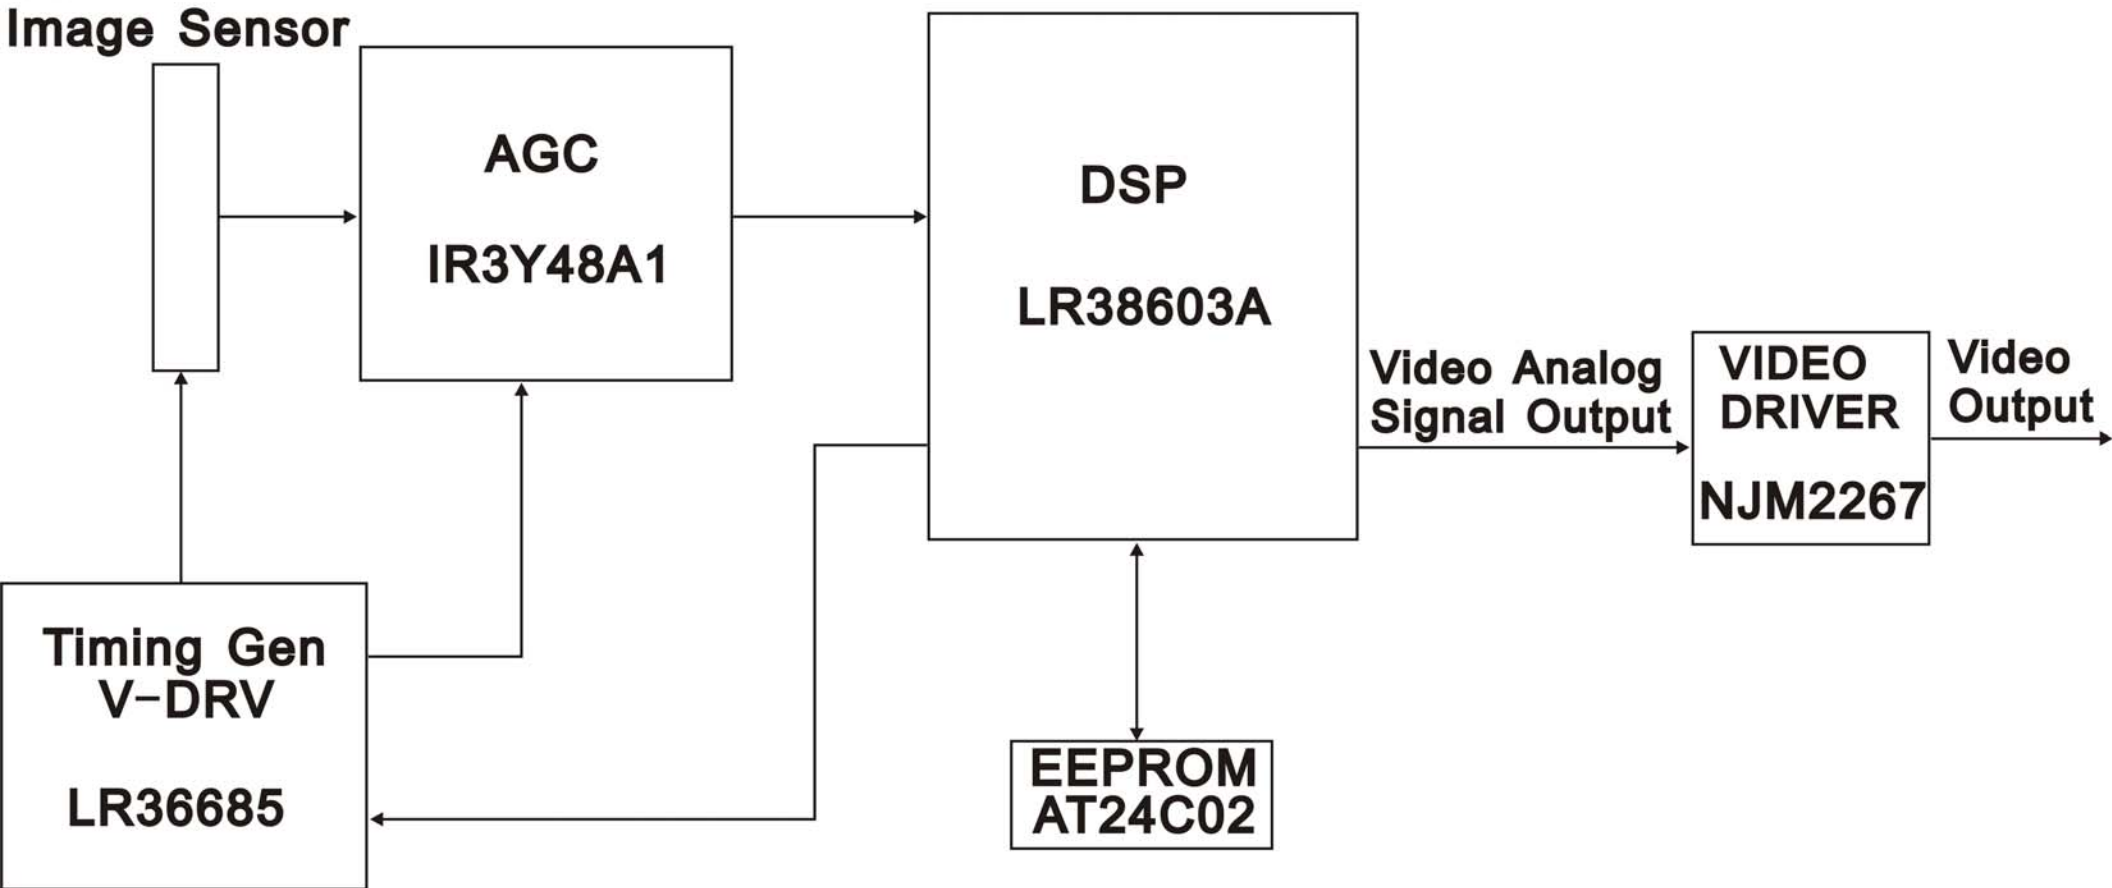 Image Sensor
AGC
IR3Y48A1
DSP
LR38603A
Video Analog
Signal Output
VIDEO
DRIVER
NJM2267
Video
Output
Timing Gen
V-DRV
LR36685
EEPROM
AT24C02